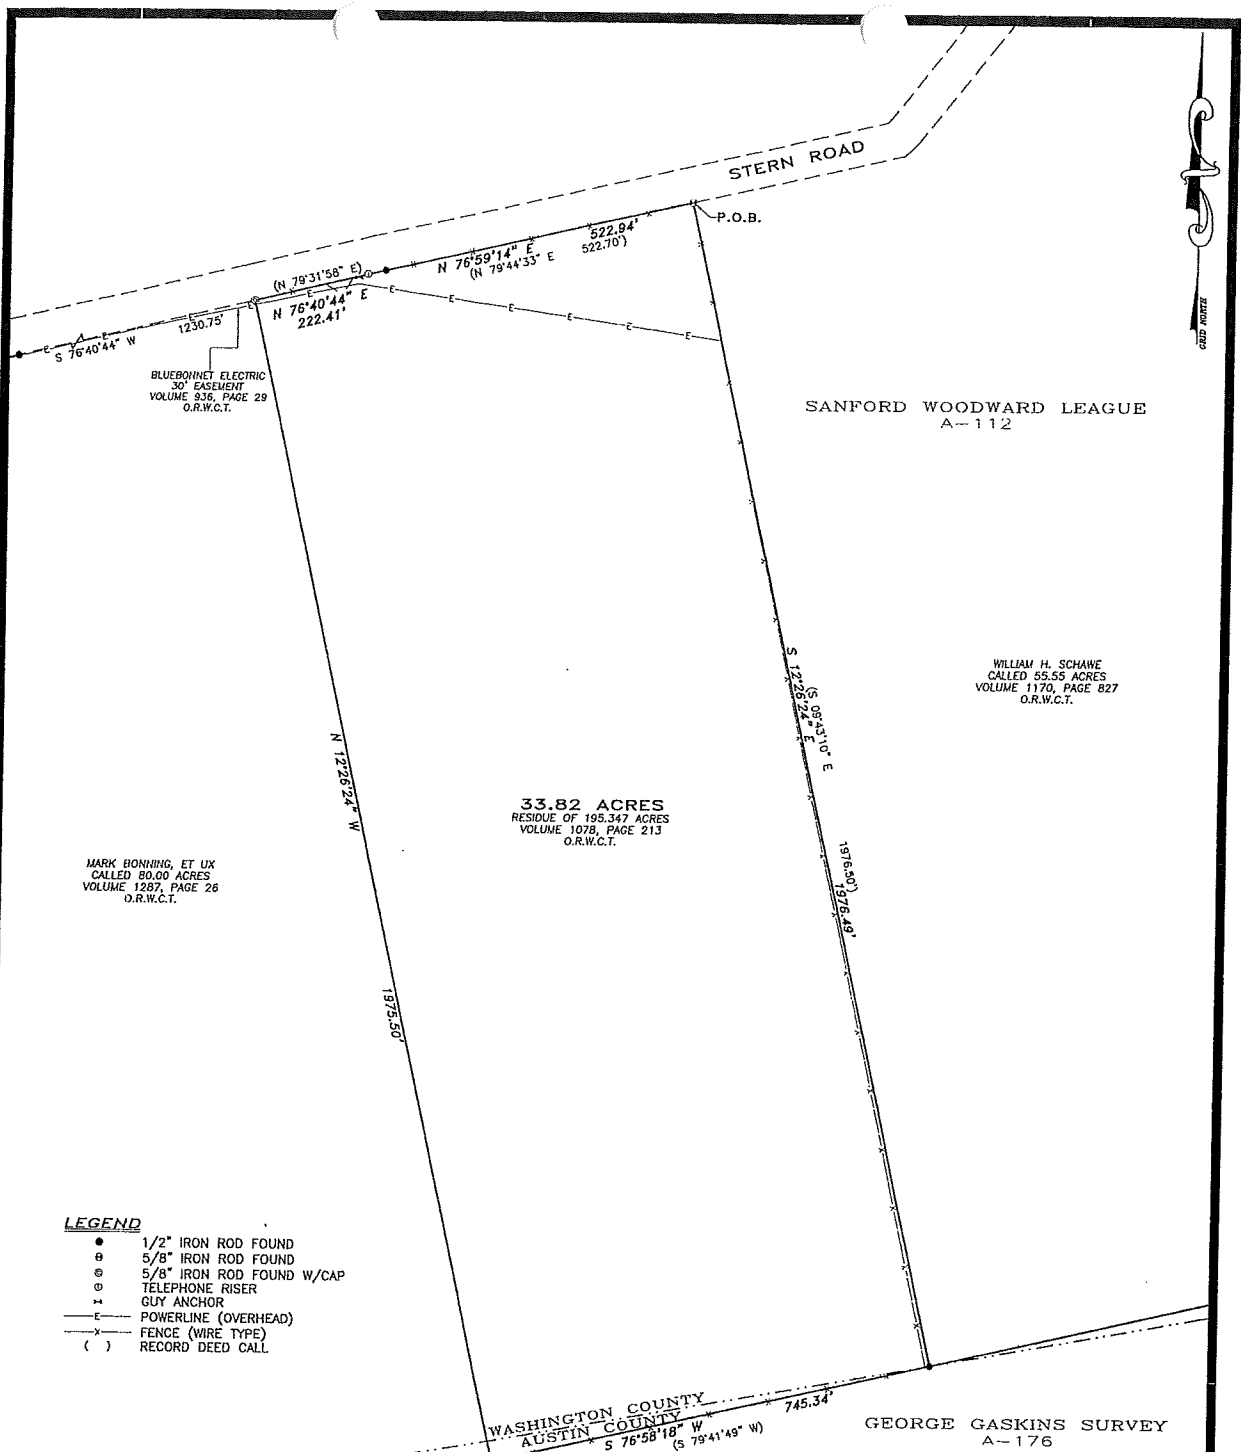 STERN ROAD
P.O.B.
522.94'
522.70')
N 76°59'14" E
(N 79°44'33" E
(N 79°31'58" E)
N 76°40'44" E
222.41'
1230.75'
S 76°40'44" W
GRID NORTH
BLUEBONNET ELECTRIC
30' EASEMENT
VOLUME 936, PAGE 29
O.R.W.C.T.
SANFORD WOODWARD LEAGUE
A-112
WILLIAM H. SCHAWE
CALLED 55.55 ACRES
VOLUME 1170, PAGE 827
O.R.W.C.T.
S 12°26'24" E
(S 09°43'10" E
N 12°26'24" W
33.82 ACRES
RESIDUE OF 195.347 ACRES
VOLUME 1078, PAGE 213
O.R.W.C.T.
1976.50')
1976.49'
MARK BONNING, ET UX
CALLED 80.00 ACRES
VOLUME 1287, PAGE 26
O.R.W.C.T.
1975.50'
LEGEND
1/2" IRON ROD FOUND
5/8" IRON ROD FOUND
5/8" IRON ROD FOUND W/CAP
TELEPHONE RISER
GUY ANCHOR
E POWERLINE (OVERHEAD)
x FENCE (WIRE TYPE)
( ) RECORD DEED CALL
WASHINGTON COUNTY
AUSTIN COUNTY
745.34'
S 76°58'18" W
(S 79°41'49" W)
GEORGE GASKINS SURVEY
A-176